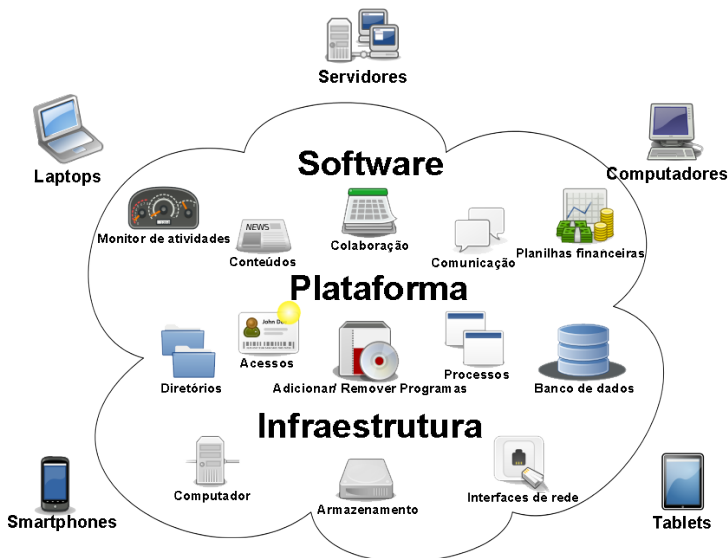 Servidores
Laptops
Computadores
Software
Monitor de atividades
NEWS
Conteúdos
Colaboração
Comunicação
Planilhas financeiras
Plataforma
Diretórios
Acessos
Adicionar/ Remover Programas
Processos
Banco de dados
Infraestrutura
Computador
Armazenamento
Interfaces de rede
Smartphones
Tablets